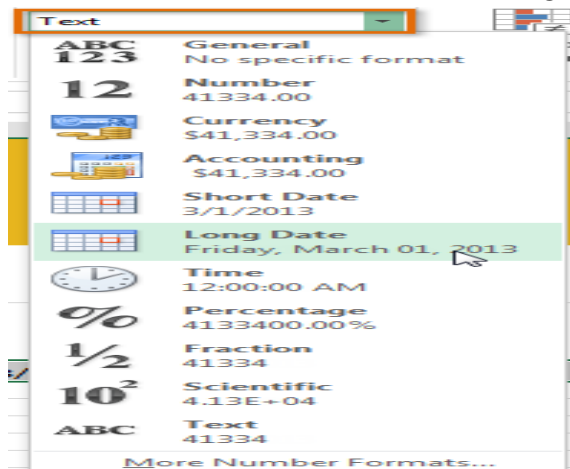 Text
ABC
123
General
No specific format
12
Number
41334.00
Currency
$41,334.00
Accounting
$41,334.00
Short Date
3/1/2013
Long Date
Friday, March 01, 2013
Time
12:00:00 AM
%
Percentage
4133400.00%
1/2
Fraction
41334
10²
Scientific
4.13E+04
ABC
Text
41334
More Number Formats...